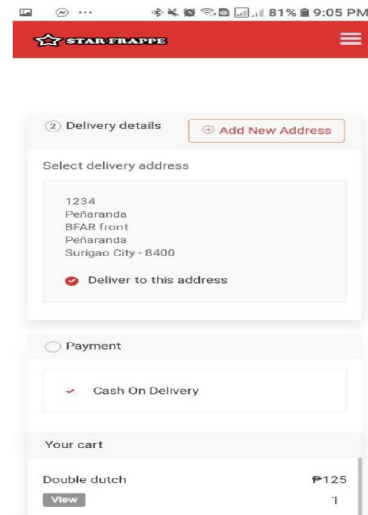 81% 9:05 PM
STAR FRAPPE
2 Delivery details
Add New Address
Select delivery address
1234
Peñaranda
BFAR front
Peñaranda
Surigao City - 8400
Deliver to this address
Payment
Cash On Delivery
Your cart
Double dutch ₱125
View 1